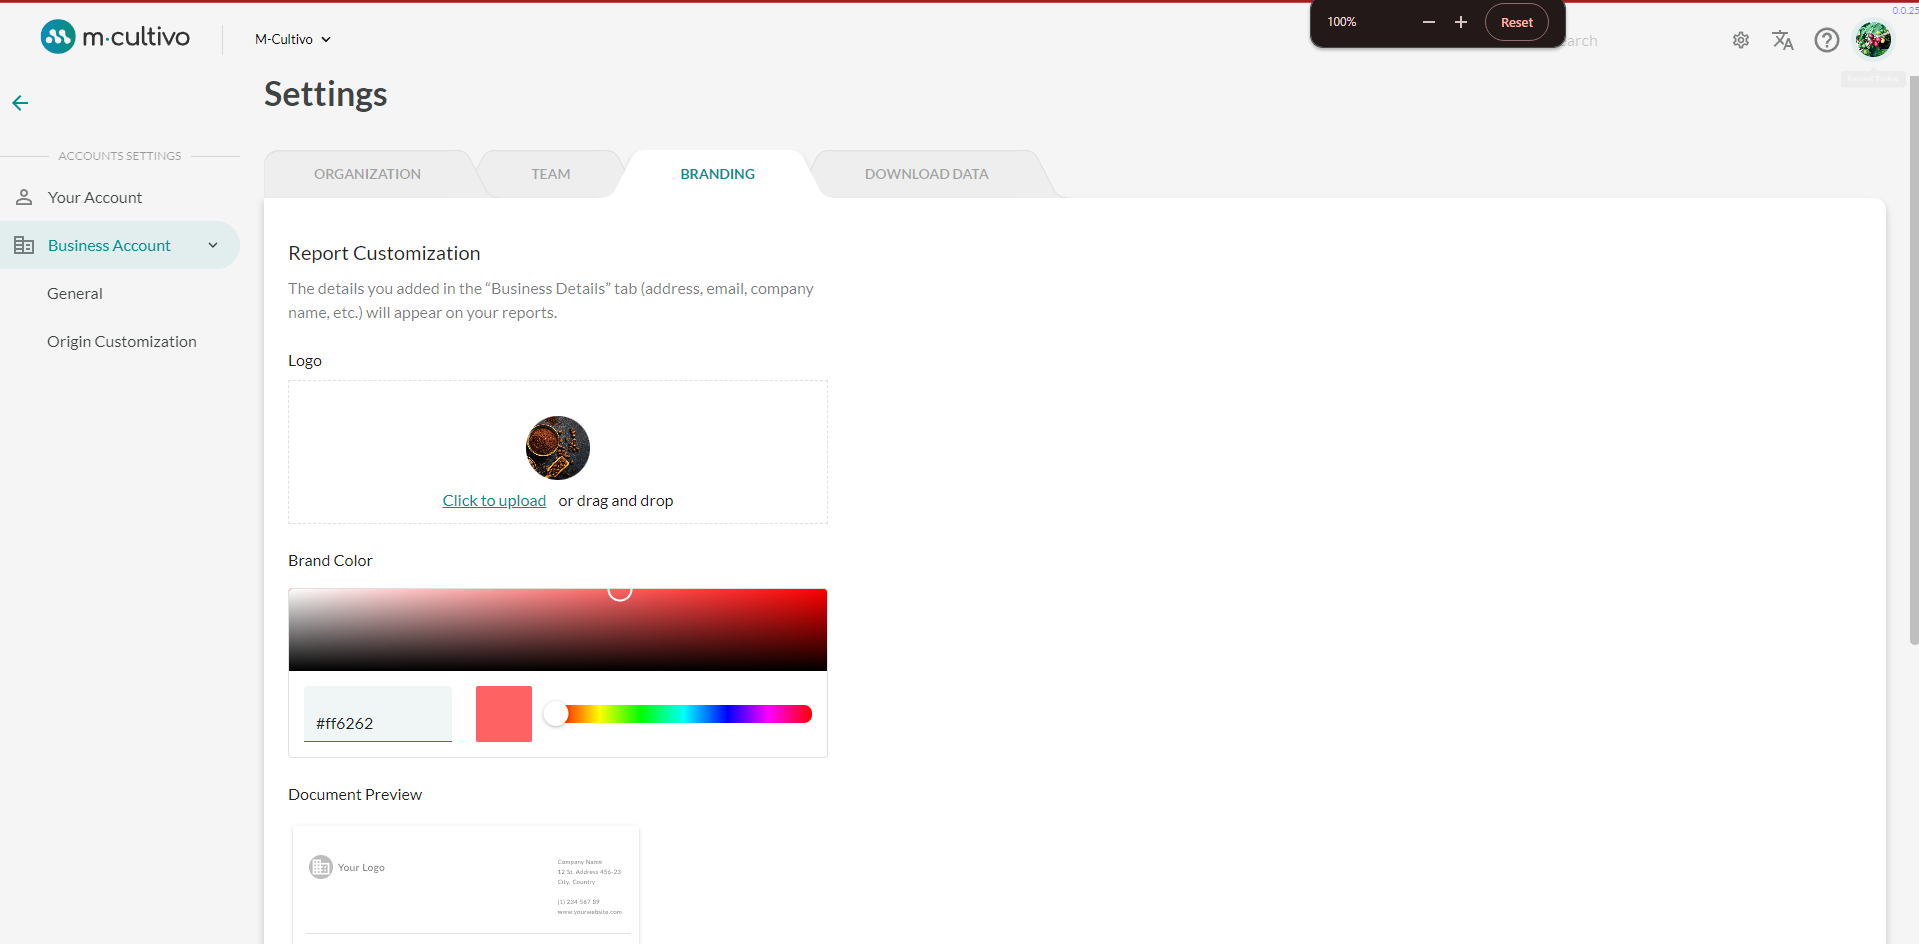 0.0.25
m·cultivo
M-Cultivo
100%
Reset
earch
Settings
ACCOUNTS SETTINGS
Your Account
Business Account
General
Origin Customization
ORGANIZATION
TEAM
BRANDING
DOWNLOAD DATA
Report Customization
The details you added in the “Business Details” tab (address, email, company
name, etc.) will appear on your reports.
Logo
Click to upload or drag and drop
Brand Color
#ff6262
Document Preview
Your Logo
Company Name
12 St. Address 456-23
City, Country
(1) 234 567 89
www.yourwebsite.com